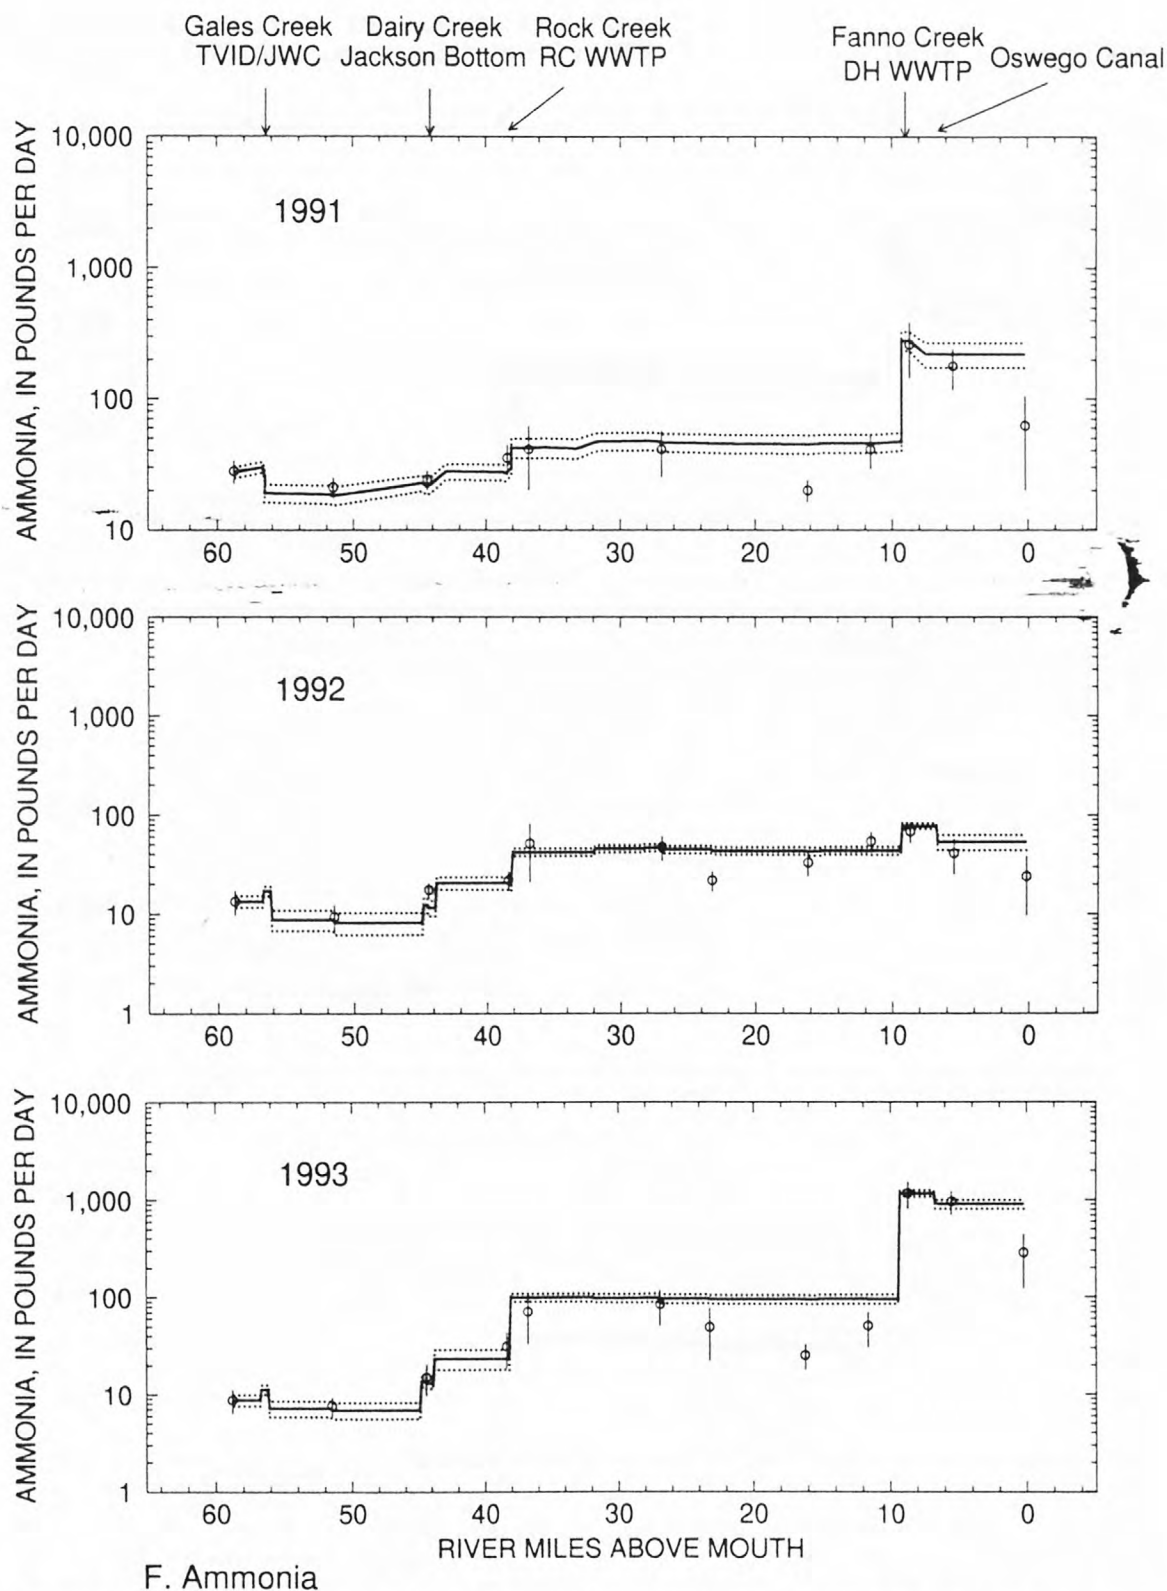 Gales Creek
TVID/JWC
Dairy Creek
Jackson Bottom
Rock Creek
RC WWTP
Fanno Creek
DH WWTP
Oswego Canal
AMMONIA, IN POUNDS PER DAY
10,000
1,000
100
10
1991
60 50 40 30 20 10 0
AMMONIA, IN POUNDS PER DAY
10,000
1,000
100
10
1
1992
60 50 40 30 20 10 0
AMMONIA, IN POUNDS PER DAY
10,000
1,000
100
10
1
1993
60 50 40 30 20 10 0
RIVER MILES ABOVE MOUTH
F. Ammonia